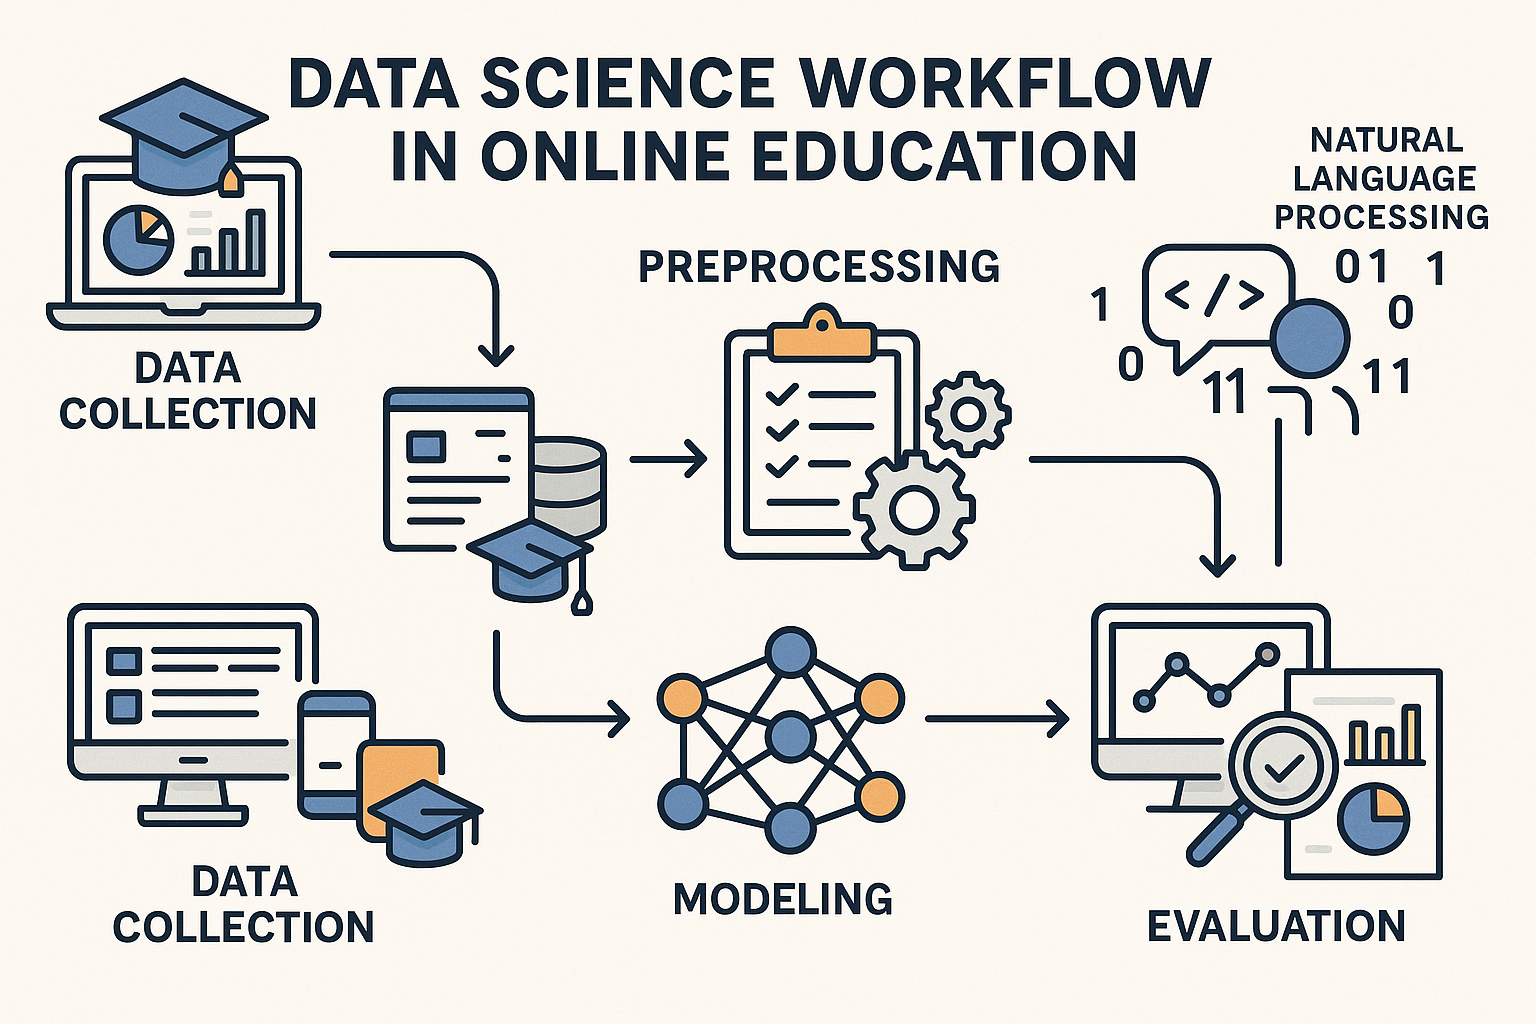 DATA SCIENCE WORKFLOW
IN ONLINE EDUCATION
NATURAL
LANGUAGE
PROCESSING
PREPROCESSING
</>
01 1
1
0
0
11
11
DATA
COLLECTION
DATA
COLLECTION
MODELING
EVALUATION